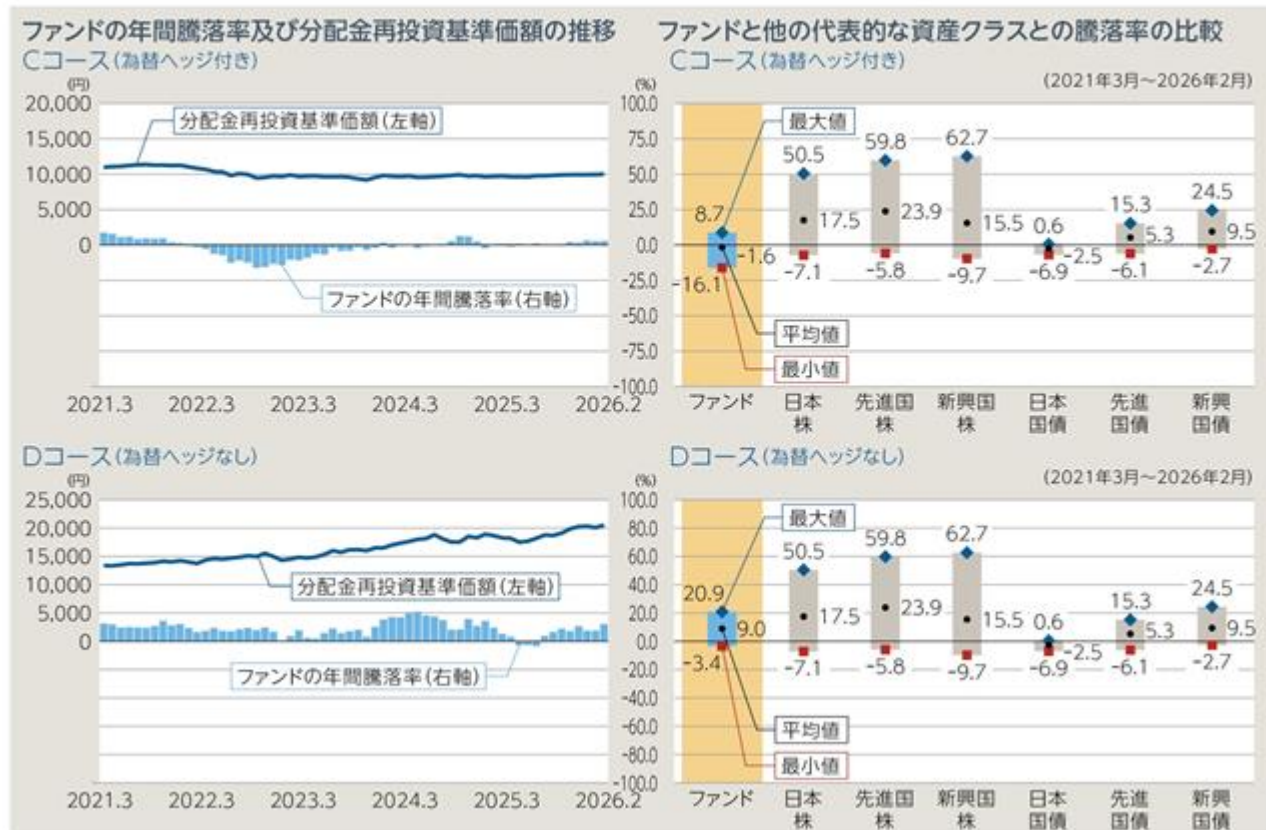 ファンドの年間騰落率及び分配金再投資基準価額の推移
Cコース(為替ヘッジ付き)
(円)
(%)
20,000
15,000
10,000
5,000
0
100.0
75.0
50.0
25.0
0.0
-25.0
-50.0
-75.0
-100.0
分配金再投資基準価額(左軸)
ファンドの年間騰落率(右軸)
2021.3 2022.3 2023.3 2024.3 2025.3 2026.2
ファンドと他の代表的な資産クラスとの騰落率の比較
Cコース(為替ヘッジ付き)
(2021年3月~2026年2月)
最大値
平均値
最小値
8.7 50.5 59.8 62.7 0.6 15.3 24.5
-1.6 17.5 23.9 15.5 -2.5 5.3 9.5
-16.1 -7.1 -5.8 -9.7 -6.9 -6.1 -2.7
ファンド 日本株 先進国株 新興国株 日本国債 先進国債 新興国債
Dコース(為替ヘッジなし)
(円)
(%)
25,000
20,000
15,000
10,000
5,000
0
100.0
80.0
60.0
40.0
20.0
0.0
-20.0
-40.0
-60.0
-80.0
-100.0
分配金再投資基準価額(左軸)
ファンドの年間騰落率(右軸)
2021.3 2022.3 2023.3 2024.3 2025.3 2026.2
Dコース(為替ヘッジなし)
(2021年3月~2026年2月)
最大値
平均値
最小値
20.9 50.5 59.8 62.7 0.6 15.3 24.5
9.0 17.5 23.9 15.5 -2.5 5.3 9.5
-3.4 -7.1 -5.8 -9.7 -6.9 -6.1 -2.7
ファンド 日本株 先進国株 新興国株 日本国債 先進国債 新興国債